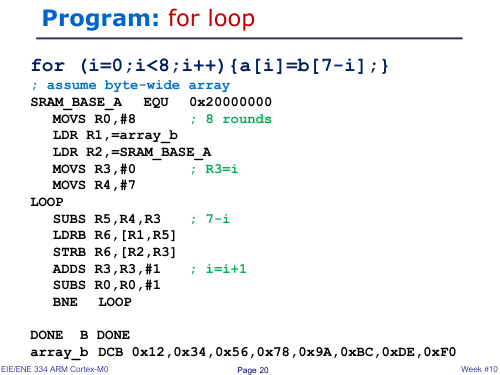 Program: for loop
for (i=0;i<8;i++){a[i]=b[7-i];}
; assume byte-wide array
SRAM_BASE_A EQU 0x20000000
MOVS R0,#8 ; 8 rounds
LDR R1,=array_b
LDR R2,=SRAM_BASE_A
MOVS R3,#0 ; R3=i
MOVS R4,#7
LOOP
SUBS R5,R4,R3 ; 7-i
LDRB R6,[R1,R5]
STRB R6,[R2,R3]
ADDS R3,R3,#1 ; i=i+1
SUBS R0,R0,#1
BNE LOOP
DONE B DONE
array_b DCB 0x12,0x34,0x56,0x78,0x9A,0xBC,0xDE,0xF0
EIE/ENE 334 ARM Cortex-M0 Page 20 Week #10